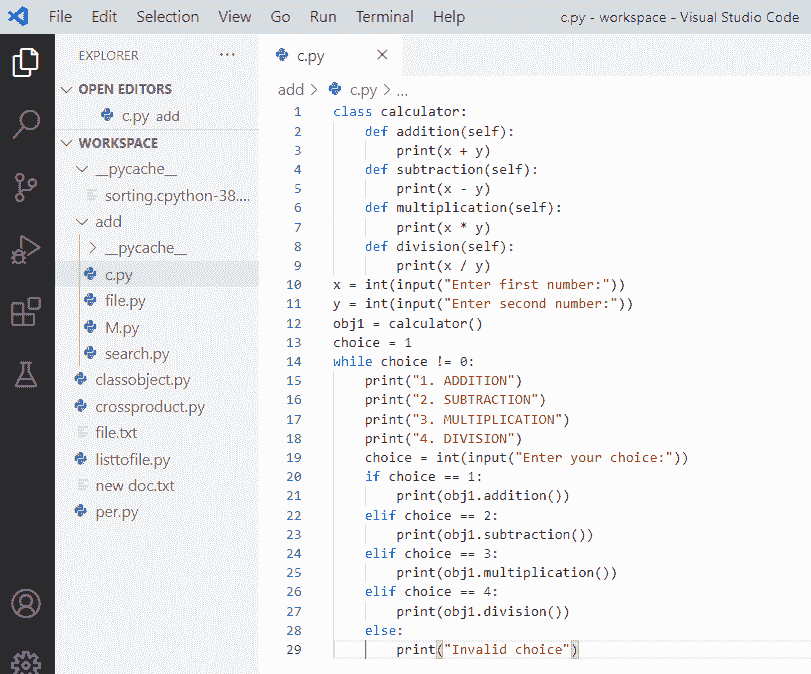 File Edit Selection View Go Run Terminal Help c.py - workspace - Visual Studio Code
EXPLORER ...
OPEN EDITORS
c.py add
WORKSPACE
__pycache__
sorting.cpython-38....
add
__pycache__
c.py
file.py
M.py
search.py
classobject.py
crossproduct.py
file.txt
listtofile.py
new doc.txt
per.py
c.py
add > c.py > ...
1 class calculator:
2     def addition(self):
3         print(x + y)
4     def subtraction(self):
5         print(x - y)
6     def multiplication(self):
7         print(x * y)
8     def division(self):
9         print(x / y)
10 x = int(input("Enter first number:"))
11 y = int(input("Enter second number:"))
12 obj1 = calculator()
13 choice = 1
14 while choice != 0:
15     print("1. ADDITION")
16     print("2. SUBTRACTION")
17     print("3. MULTIPLICATION")
18     print("4. DIVISION")
19     choice = int(input("Enter your choice:"))
20     if choice == 1:
21         print(obj1.addition())
22     elif choice == 2:
23         print(obj1.subtraction())
24     elif choice == 3:
25         print(obj1.multiplication())
26     elif choice == 4:
27         print(obj1.division())
28     else:
29         print("Invalid choice")